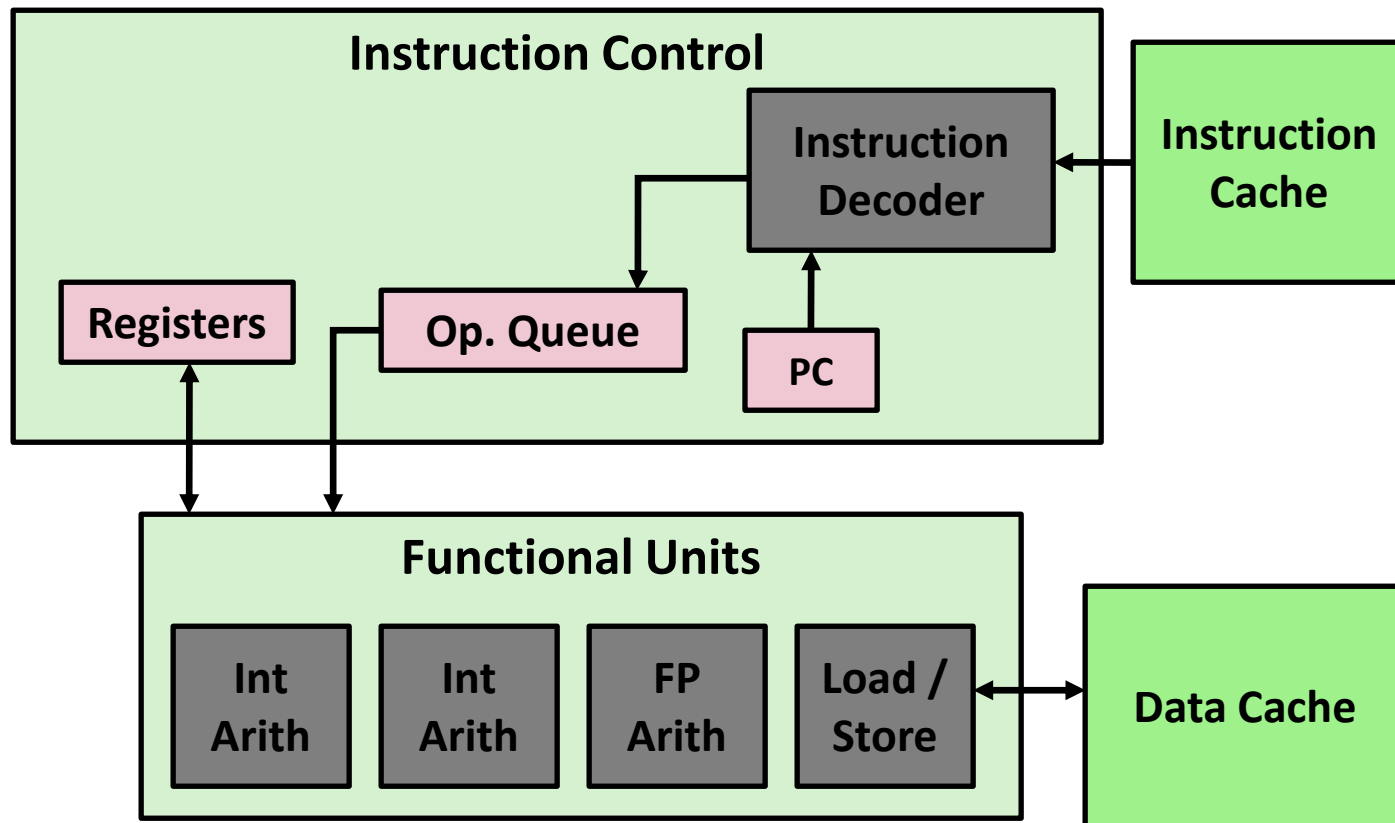 Instruction Control
Instruction
Decoder
Instruction
Cache
Registers
Op. Queue
PC
Functional Units
Int
Arith
Int
Arith
FP
Arith
Load /
Store
Data Cache